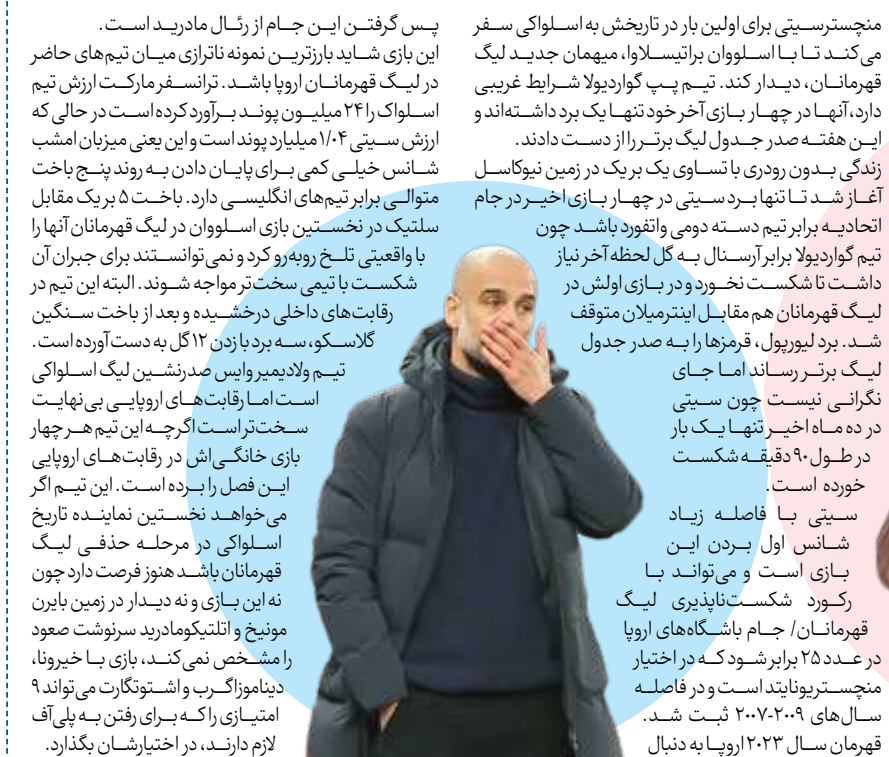 منچسترسیتی برای اولین بار در تاریخش به اسلواکی سفر
می‌کند تا با اسلووان براتیسلاوا، میهمان جدید لیگ
قهرمانان، دیدار کند. تیم پپ گواردیولا شرایط غریبی
دارد، آنها در چهار بازی آخر خود تنها یک برد داشته‌اند و
این هفته صدر جدول لیگ برتر را از دست دادند.
زندگی بدون رودری با تساوی یک بر یک در زمین نیوکاسل
آغاز شد تا تنها برد سیتی در چهار بازی اخیر در جام
اتحادیه برابر تیم دسته دومی واتفورد باشد چون
تیم گواردیولا برابر آرسنال به گل لحظه آخر نیاز
داشت تا شکست نخورد و در بازی اولش در
لیگ قهرمانان هم مقابل اینترمیلان متوقف
شد. برد لیورپول، قرمزها را به صدر جدول
لیگ برتر رساند اما جای
نگرانی نیست چون سیتی
در ده ماه اخیر تنها یک بار
در طول ۹۰ دقیقه شکست
خورده است.
سیتی با فاصله زیاد
شانس اول بردن این
بازی است و می‌تواند با
رکورد شکست‌ناپذیری لیگ
قهرمانان/ جام باشگاه‌های اروپا
در عدد ۲۵ برابر شود که در اختیار
منچستریونایتد است و در فاصله
سال‌های ۲۰۰۹-۲۰۰۷ ثبت شد.
قهرمان سال ۲۰۲۳ اروپا به دنبال
پس گرفتن این جام از رئال مادرید است.
این بازی شاید بارزترین نمونه نابرابری میان تیم‌های حاضر
در لیگ قهرمانان اروپا باشد. ترانسفرمارکت ارزش تیم
اسلواک را ۲۴ میلیون پوند برآورد کرده است در حالی که
ارزش سیتی ۱/۰۴ میلیارد پوند است و این یعنی میزبان امشب
شانس خیلی کمی برای پایان دادن به روند پنج باخت
متوالی برابر تیم‌های انگلیسی دارد. باخت ۵ بر یک مقابل
سلتیک در نخستین بازی اسلووان در لیگ قهرمانان آنها را
با واقعیتی تلخ روبه‌رو کرد و نمی‌توانستند برای جبران آن
شکست با تیمی سخت‌تر مواجه شوند. البته این تیم در
رقابت‌های داخلی درخشیده و بعد از باخت سنگین
گلاسکو، سه برد با زدن ۱۲ گل به دست آورده است.
تیم ولادیمیر وایس صدرنشین لیگ اسلواکی
است اما رقابت‌های اروپایی بی‌نهایت
سخت‌تر است اگرچه این تیم هر چهار
بازی خانگی‌اش در رقابت‌های اروپایی
این فصل را برده است. این تیم اگر
می‌خواهد نخستین نماینده تاریخ
اسلواکی در مرحله حذفی لیگ
قهرمانان باشد هنوز فرصت دارد چون
نه این بازی و نه دیدار در زمین بایرن
مونیخ و اتلتیکومادرید سرنوشت صعود
را مشخص نمی‌کند، بازی با خیرونا،
دیناموزاگرب و اشتوتگارت می‌تواند ۹
امتیازی را که برای رفتن به پلی‌آف
لازم دارند، در اختیارشان بگذارد.